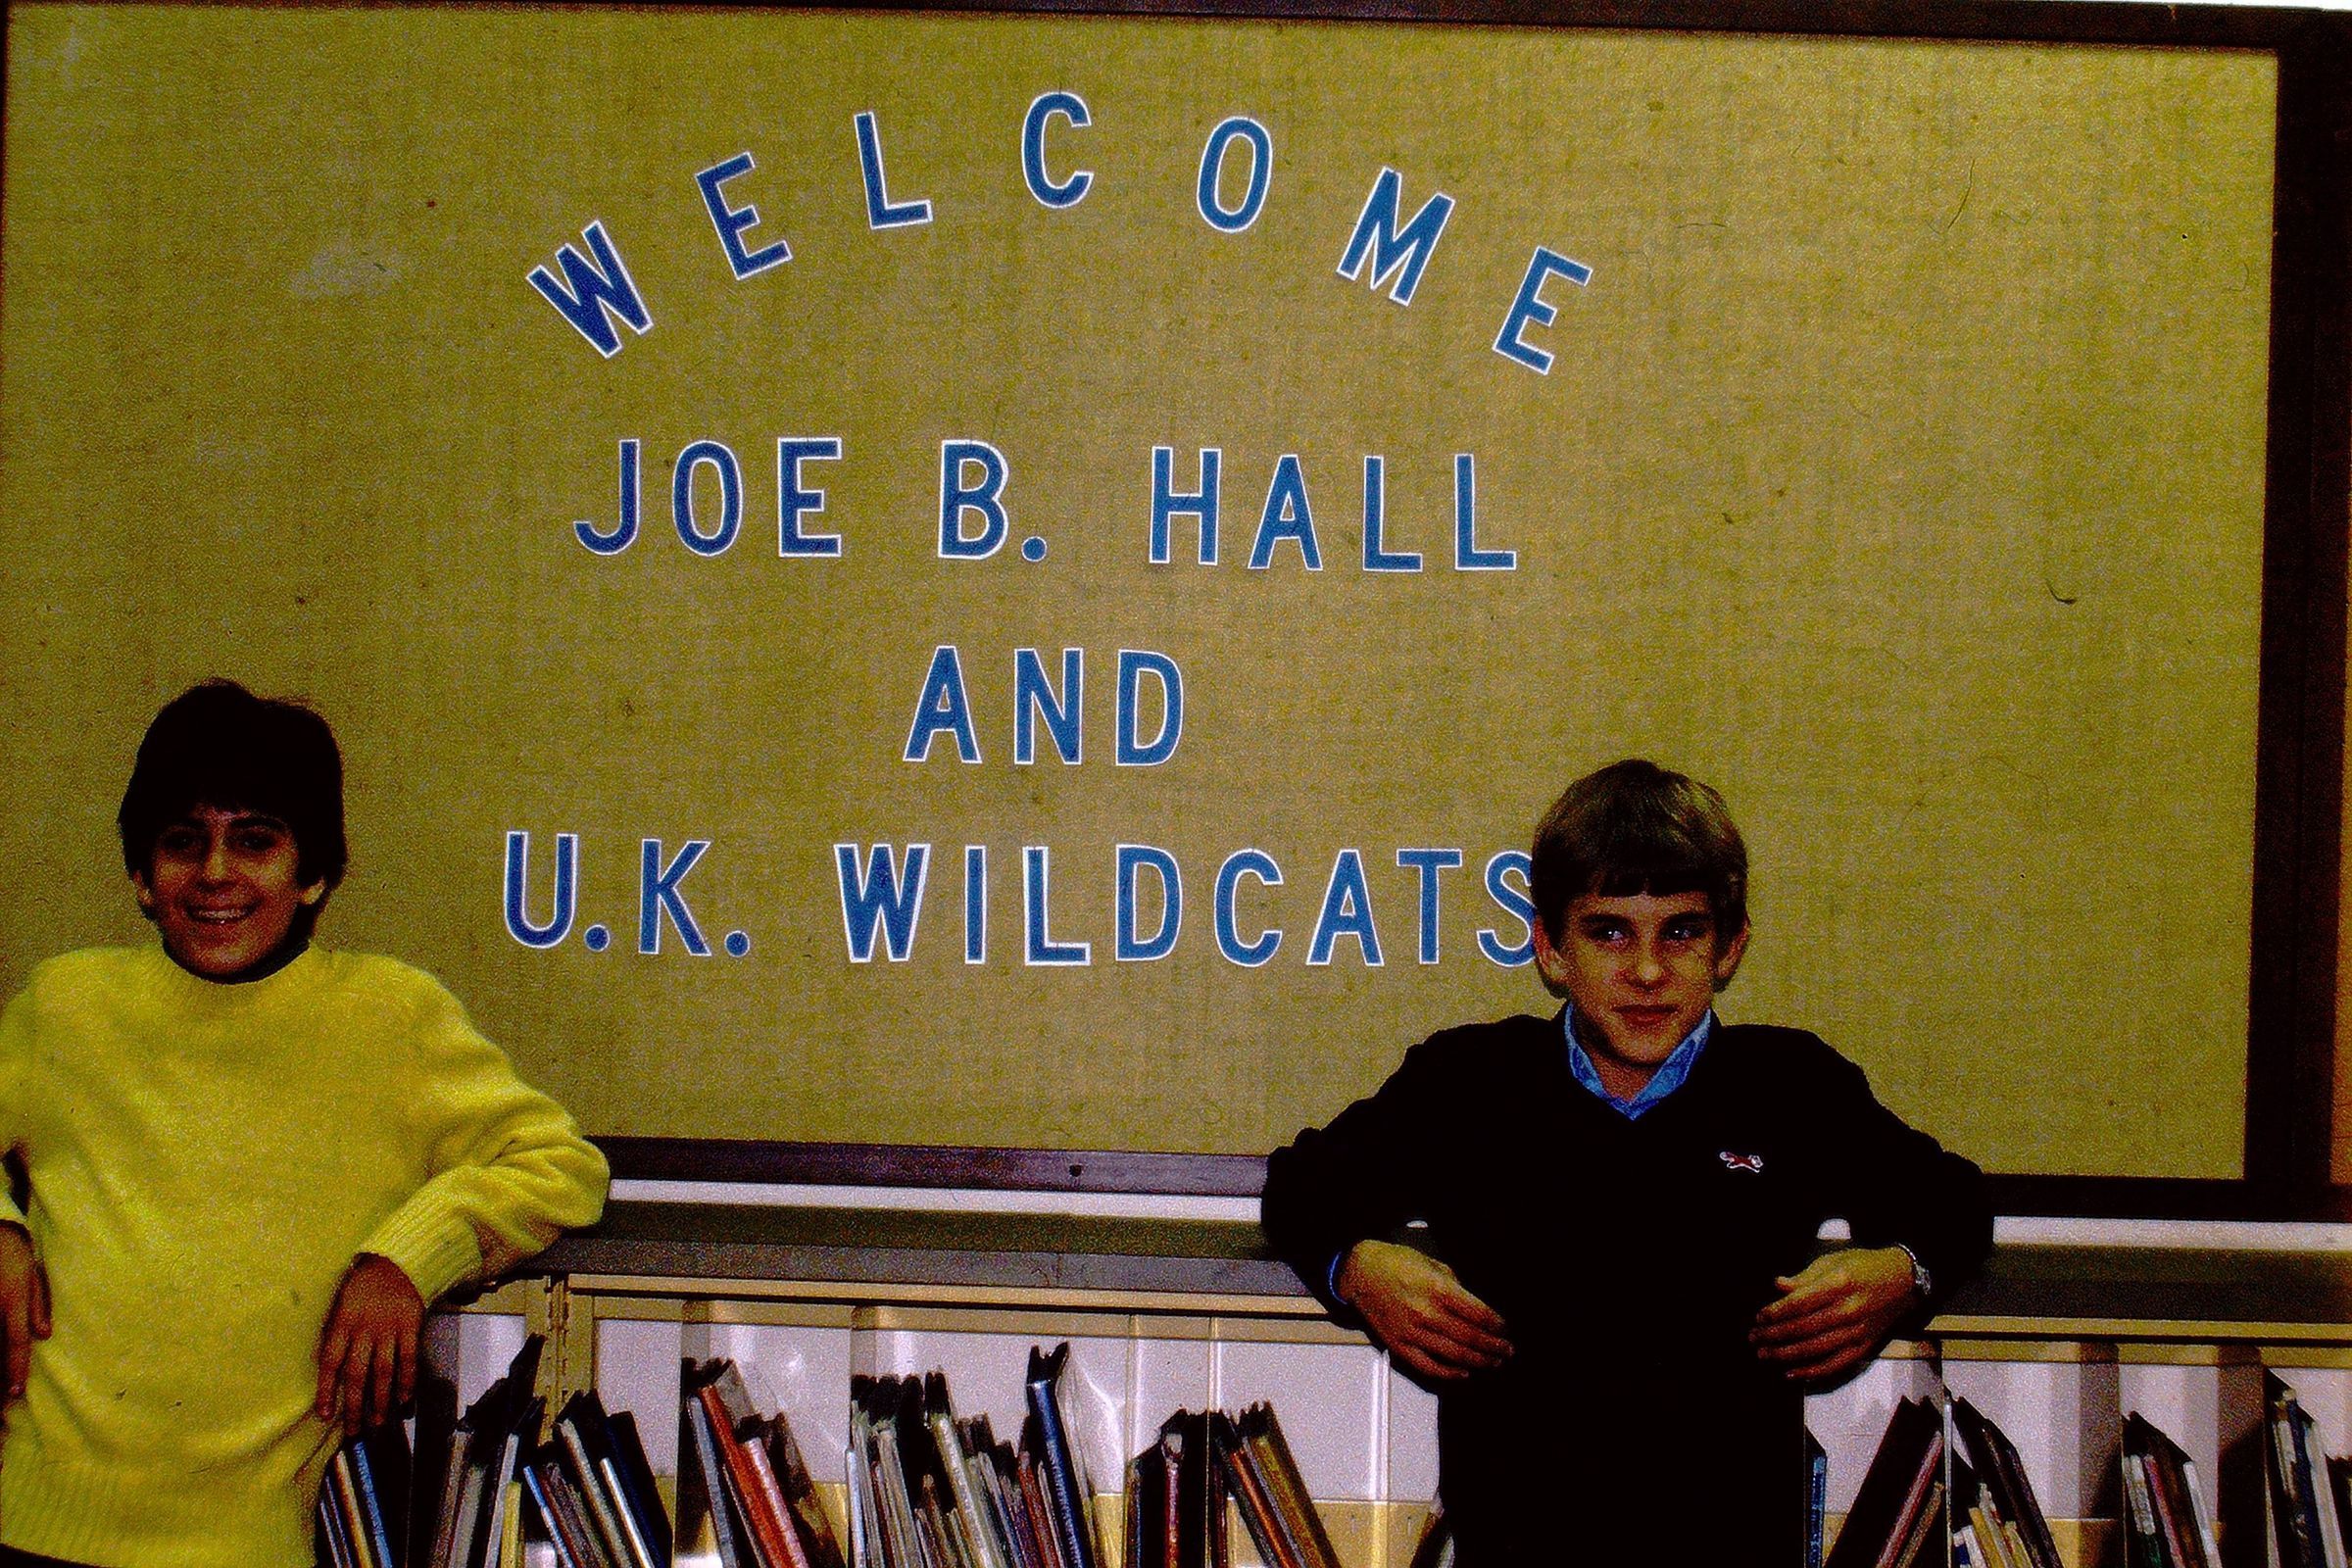 WELCOME
JOE B. HALL
AND
U.K. WILDCATS